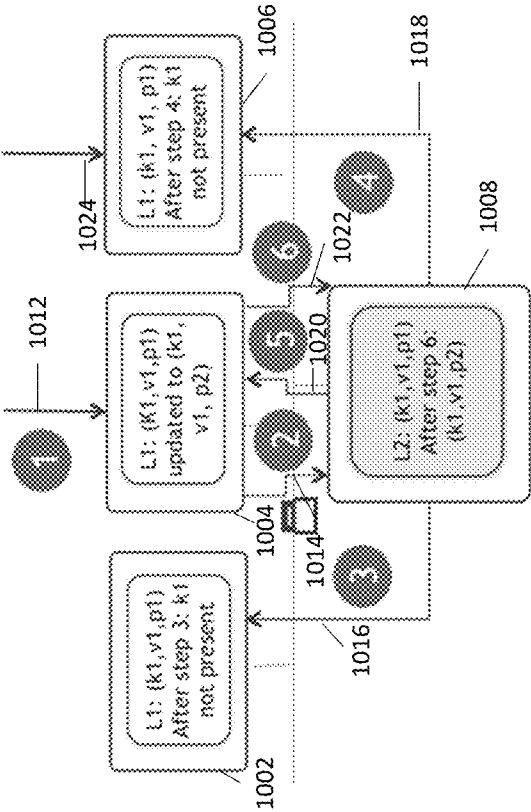 1002
L1: (k1,v1,p1)
After step 3: k1
not present
1016
3
1004
1014
1
1012
L1: (K1,v1,p1)
updated to (k1,
v1, p2)
2
5
6
1020
1022
L2: (k1,v1,p1)
After step 6:
(k1,v1,p2)
1008
1024
L1: (k1, v1, p1)
After step 4: k1
not present
1006
4
1018